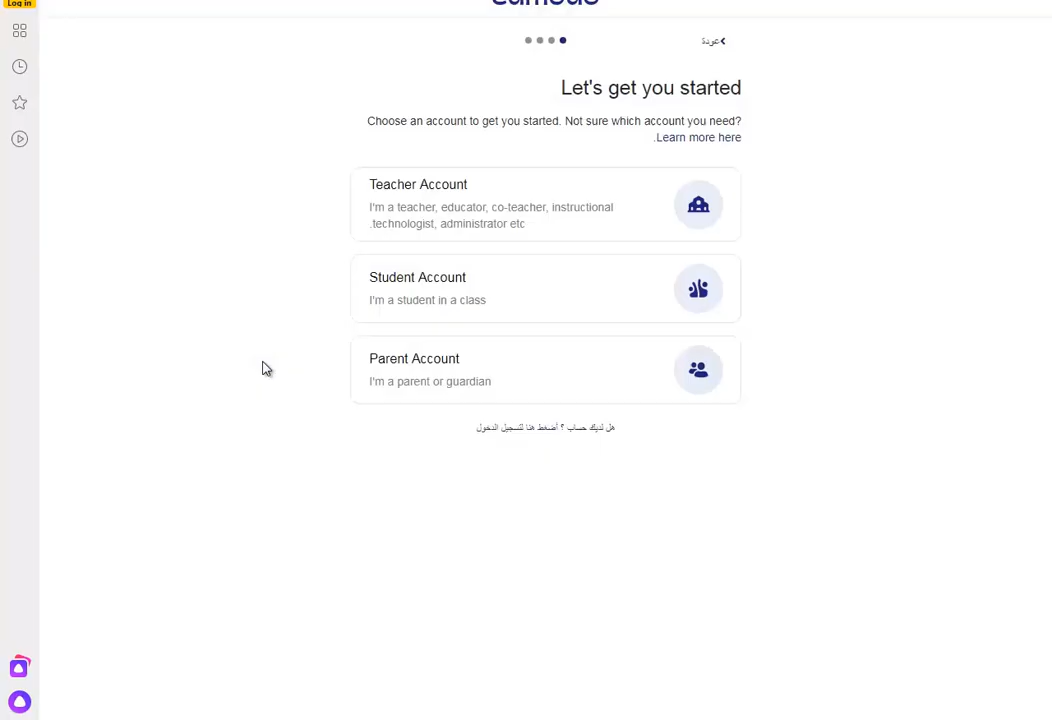 Log in
عودة
Let's get you started
Choose an account to get you started. Not sure which account you need?
.Learn more here
Teacher Account
I'm a teacher, educator, co-teacher, instructional
.technologist, administrator etc
Student Account
I'm a student in a class
Parent Account
I'm a parent or guardian
هل لديك حساب ؟ أضغط هنا لتسجيل الدخول